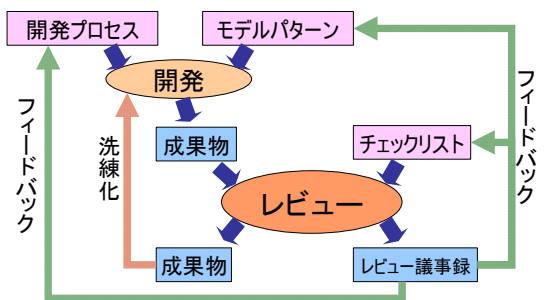 開発プロセス
モデルパターン
開発
フィードバック
洗練化
成果物
チェックリスト
フィードバック
レビュー
成果物
レビュー議事録